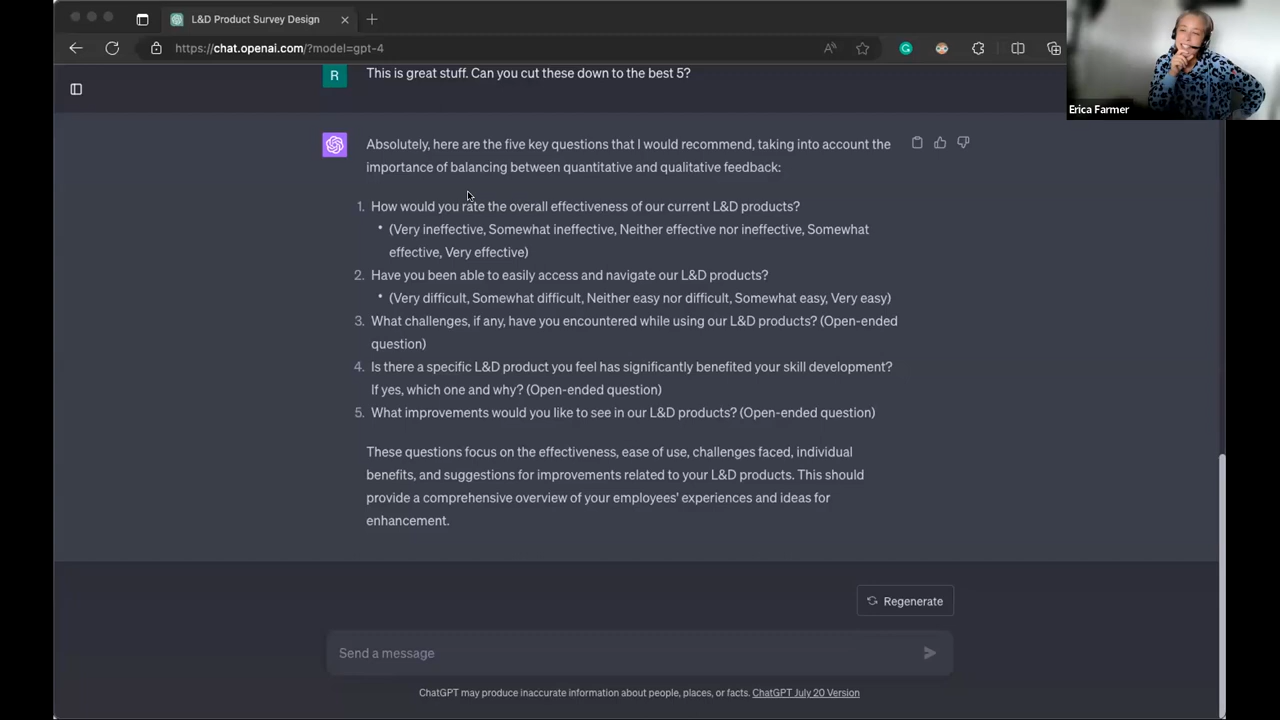 L&D Product Survey Design
https://chat.openai.com/?model=gpt-4
R
This is great stuff. Can you cut these down to the best 5?
Erica Farmer
Absolutely, here are the five key questions that I would recommend, taking into account the
importance of balancing between quantitative and qualitative feedback:
1. How would you rate the overall effectiveness of our current L&D products?
• (Very ineffective, Somewhat ineffective, Neither effective nor ineffective, Somewhat
effective, Very effective)
2. Have you been able to easily access and navigate our L&D products?
• (Very difficult, Somewhat difficult, Neither easy nor difficult, Somewhat easy, Very easy)
3. What challenges, if any, have you encountered while using our L&D products? (Open-ended
question)
4. Is there a specific L&D product you feel has significantly benefited your skill development?
If yes, which one and why? (Open-ended question)
5. What improvements would you like to see in our L&D products? (Open-ended question)
These questions focus on the effectiveness, ease of use, challenges faced, individual
benefits, and suggestions for improvements related to your L&D products. This should
provide a comprehensive overview of your employees' experiences and ideas for
enhancement.
Regenerate
Send a message
ChatGPT may produce inaccurate information about people, places, or facts. ChatGPT July 20 Version